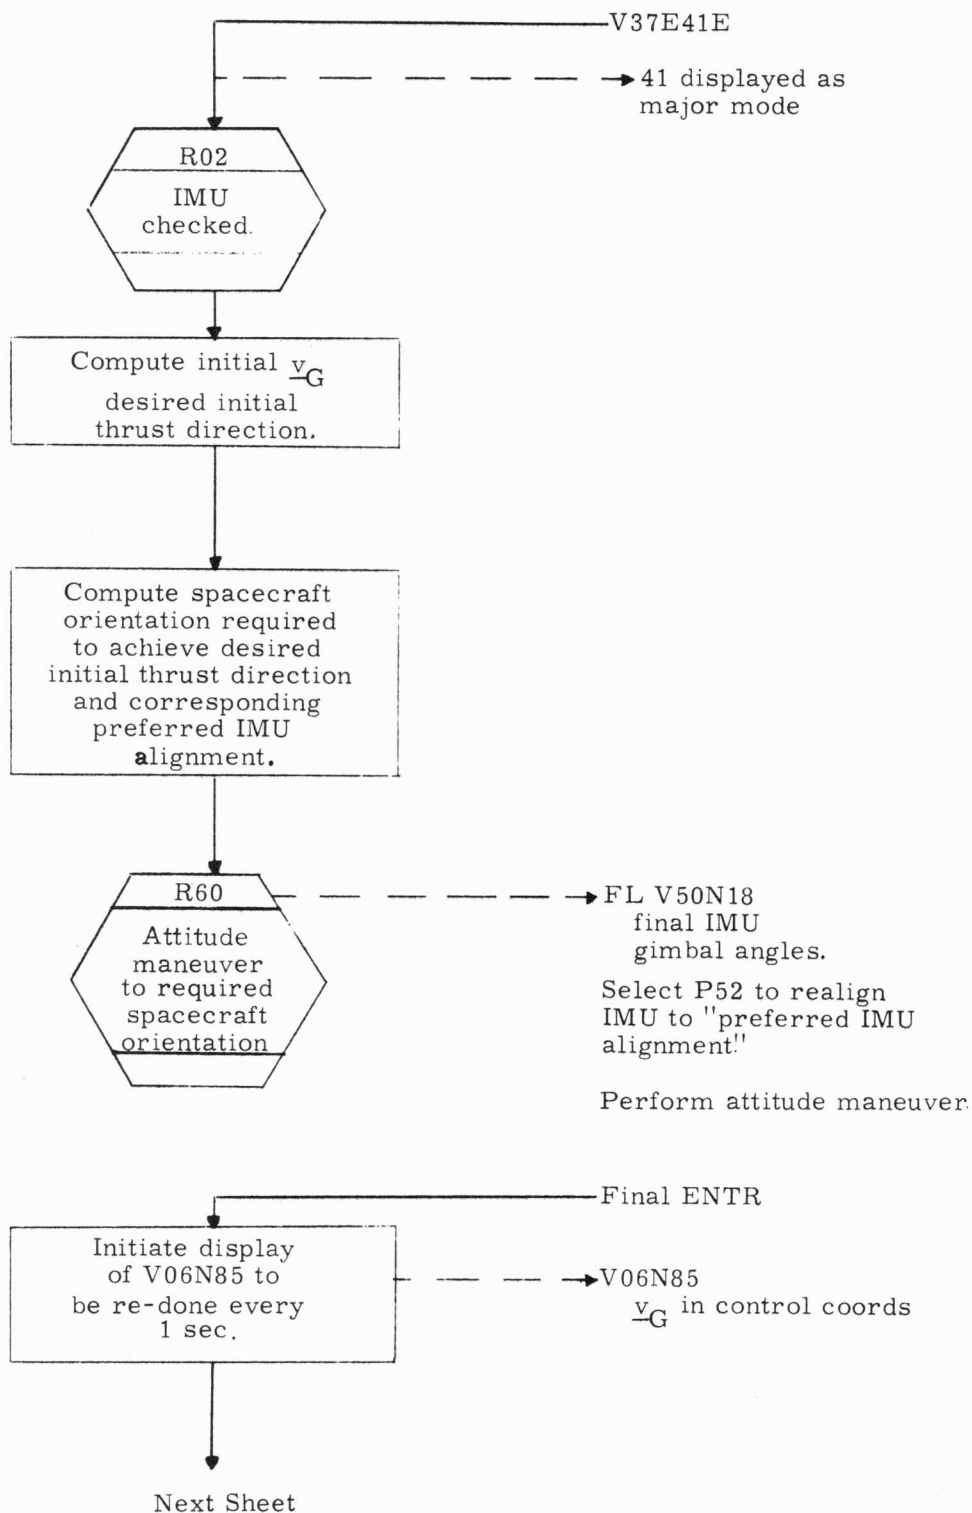 V37E41E
41 displayed as
major mode
R02
IMU
checked.
Compute initial v_G
desired initial
thrust direction.
Compute spacecraft
orientation required
to achieve desired
initial thrust direction
and corresponding
preferred IMU
alignment.
R60
Attitude
maneuver
to required
spacecraft
orientation
FL V50N18
final IMU
gimbal angles.
Select P52 to realign
IMU to "preferred IMU
alignment."
Perform attitude maneuver.
Final ENTR
Initiate display
of V06N85 to
be re-done every
1 sec.
V06N85
v_G in control coords
Next Sheet